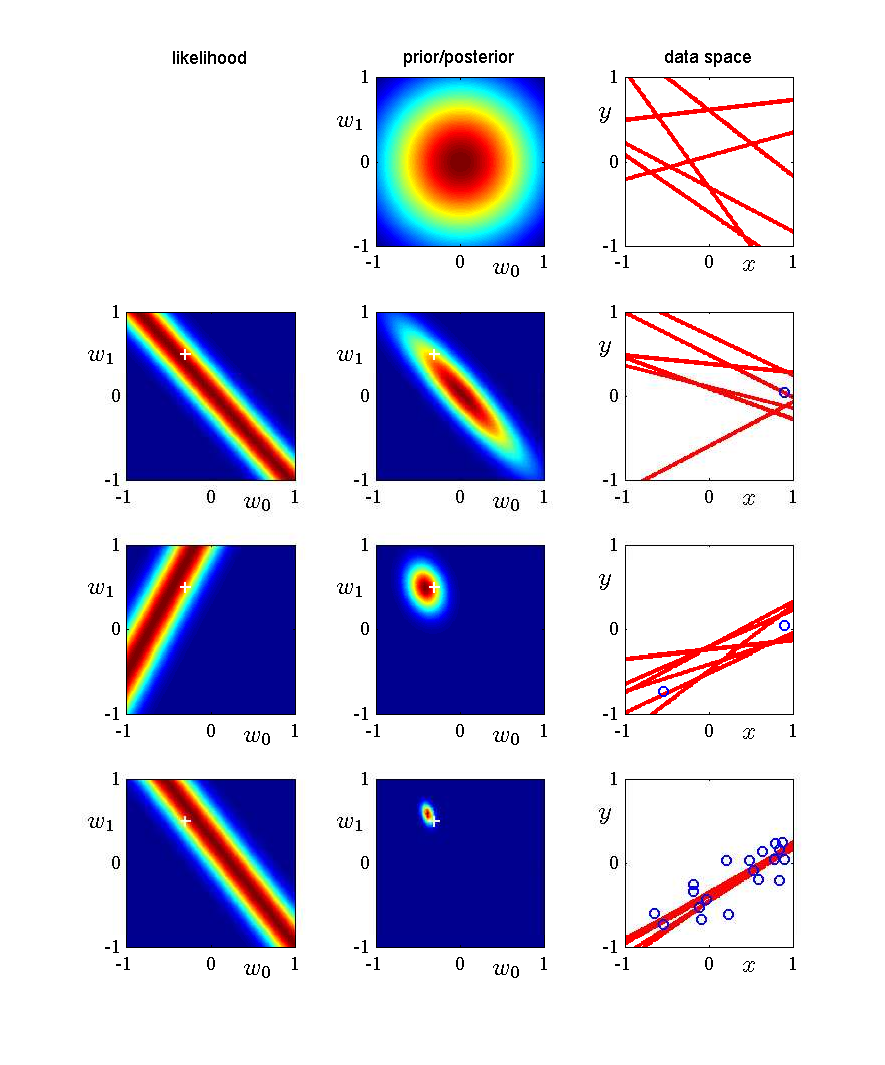 likelihood prior/posterior data space
1 1
w₁ y
0 0
-1 -1
-1 0 w₀ 1 -1 0 x 1
1 1 1
w₁ w₁ y
0 0 0
-1 -1 -1
-1 0 w₀ 1 -1 0 w₀ 1 -1 0 x 1
1 1 1
w₁ w₁ y
0 0 0
-1 -1 -1
-1 0 w₀ 1 -1 0 w₀ 1 -1 0 x 1
1 1 1
w₁ w₁ y
0 0 0
-1 -1 -1
-1 0 w₀ 1 -1 0 w₀ 1 -1 0 x 1